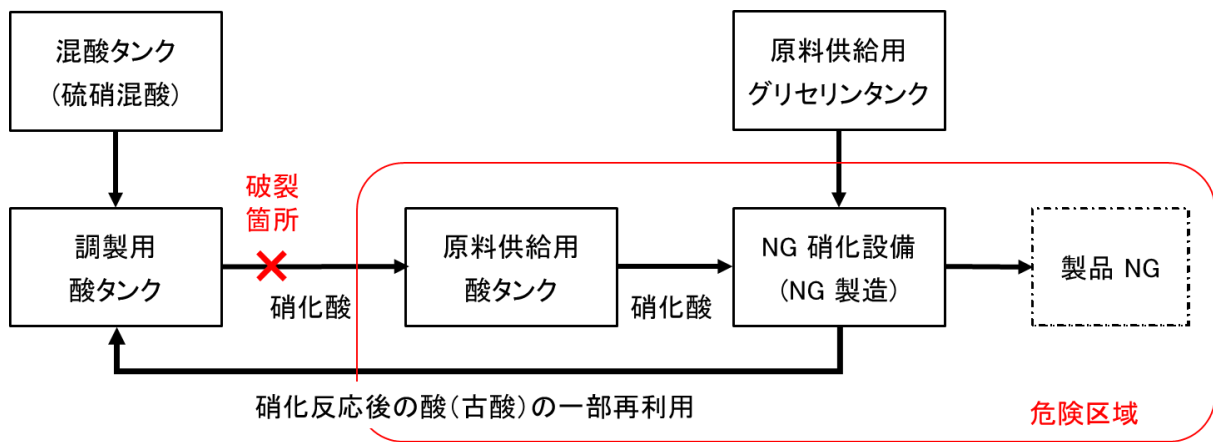 混酸タンク
(硫硝混酸)
原料供給用
グリセリンタンク
破裂
箇所
調製用
酸タンク
硝化酸
原料供給用
酸タンク
硝化酸
NG 硝化設備
(NG 製造)
製品 NG
硝化反応後の酸(古酸)の一部再利用
危険区域